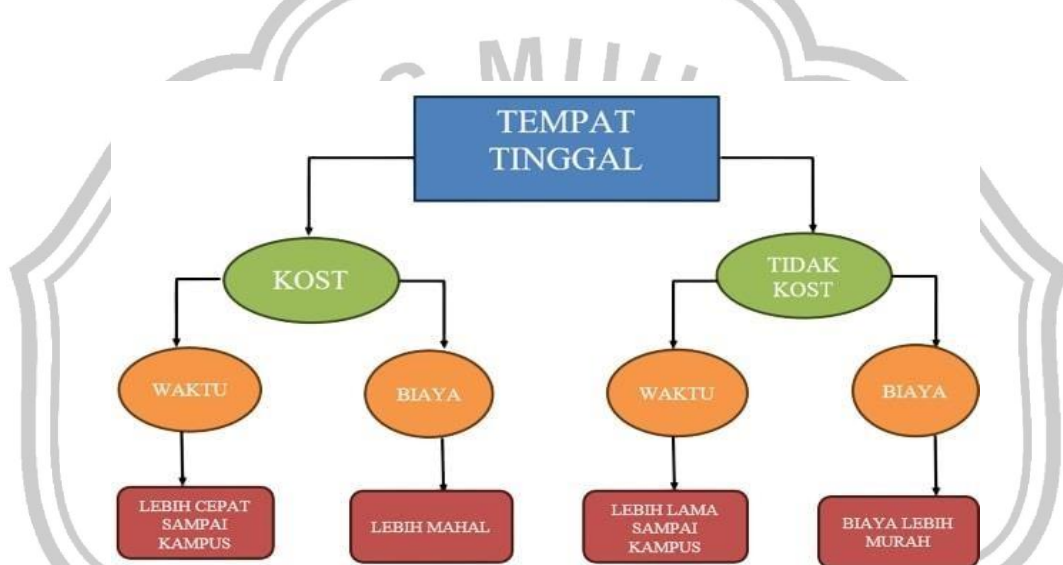 TEMPAT
TINGGAL
KOST
TIDAK
KOST
WAKTU
BIAYA
WAKTU
BIAYA
LEBIH CEPAT
SAMPAI
KAMPUS
LEBIH MAHAL
LEBIH LAMA
SAMPAI
KAMPUS
BIAYA LEBIH
MURAH